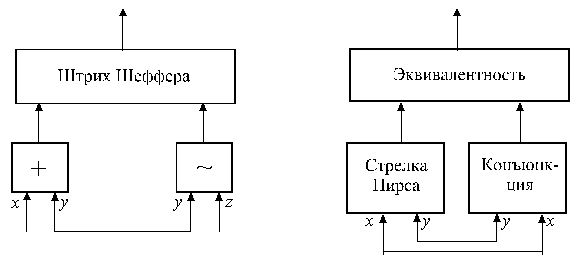 Штрих Шеффера
+
~
x
y
y
z
Эквивалентность
Стрелка
Пирса
Конъюнк-
ция
x
y
y
x